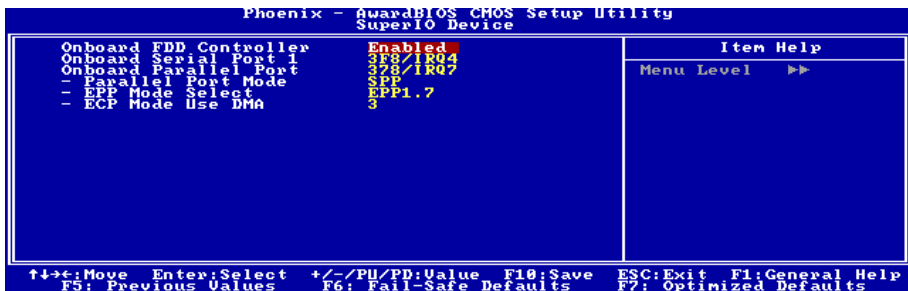 Phoenix - AwardBIOS CMOS Setup Utility
SuperIO Device
Onboard FDD Controller Enabled
Onboard Serial Port 1 3F8/IRQ4
Onboard Parallel Port 378/IRQ7
- Parallel Port Mode SPP
- EPP Mode Select EPP1.7
- ECP Mode Use DMA 3
Item Help
Menu Level ▶▶
↑↓→←:Move Enter:Select +/-/PU/PD:Value F10:Save ESC:Exit F1:General Help
F5: Previous Values F6: Fail-Safe Defaults F7: Optimized Defaults